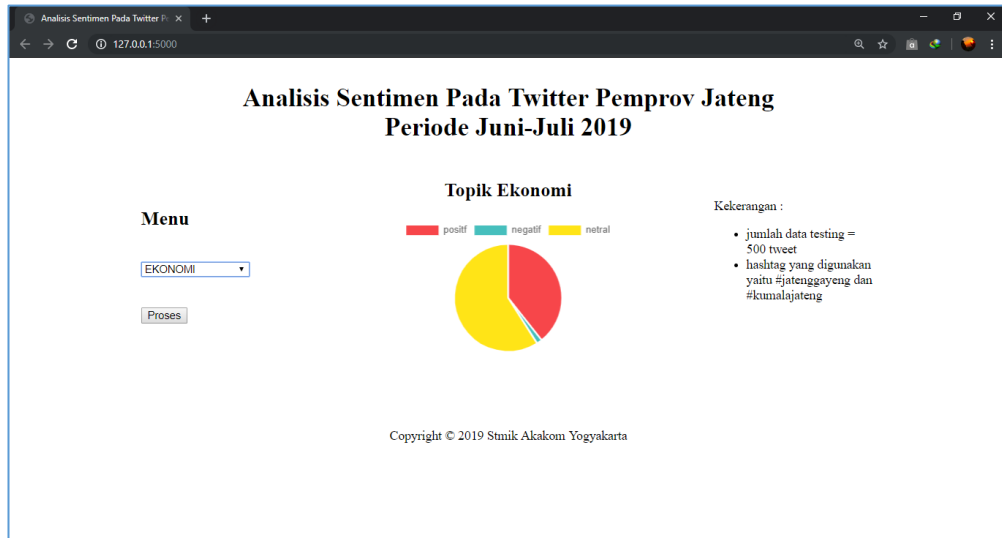 Analisis Sentimen Pada Twitter P
127.0.0.1:5000
Analisis Sentimen Pada Twitter Pemprov Jateng
Periode Juni-Juli 2019
Menu
EKONOMI
Proses
Topik Ekonomi
positf negatif netral
Kekerangan :
jumlah data testing =
500 tweet
hashtag yang digunakan
yaitu #jatenggayeng dan
#kumalajateng
Copyright © 2019 Stmik Akakom Yogyakarta